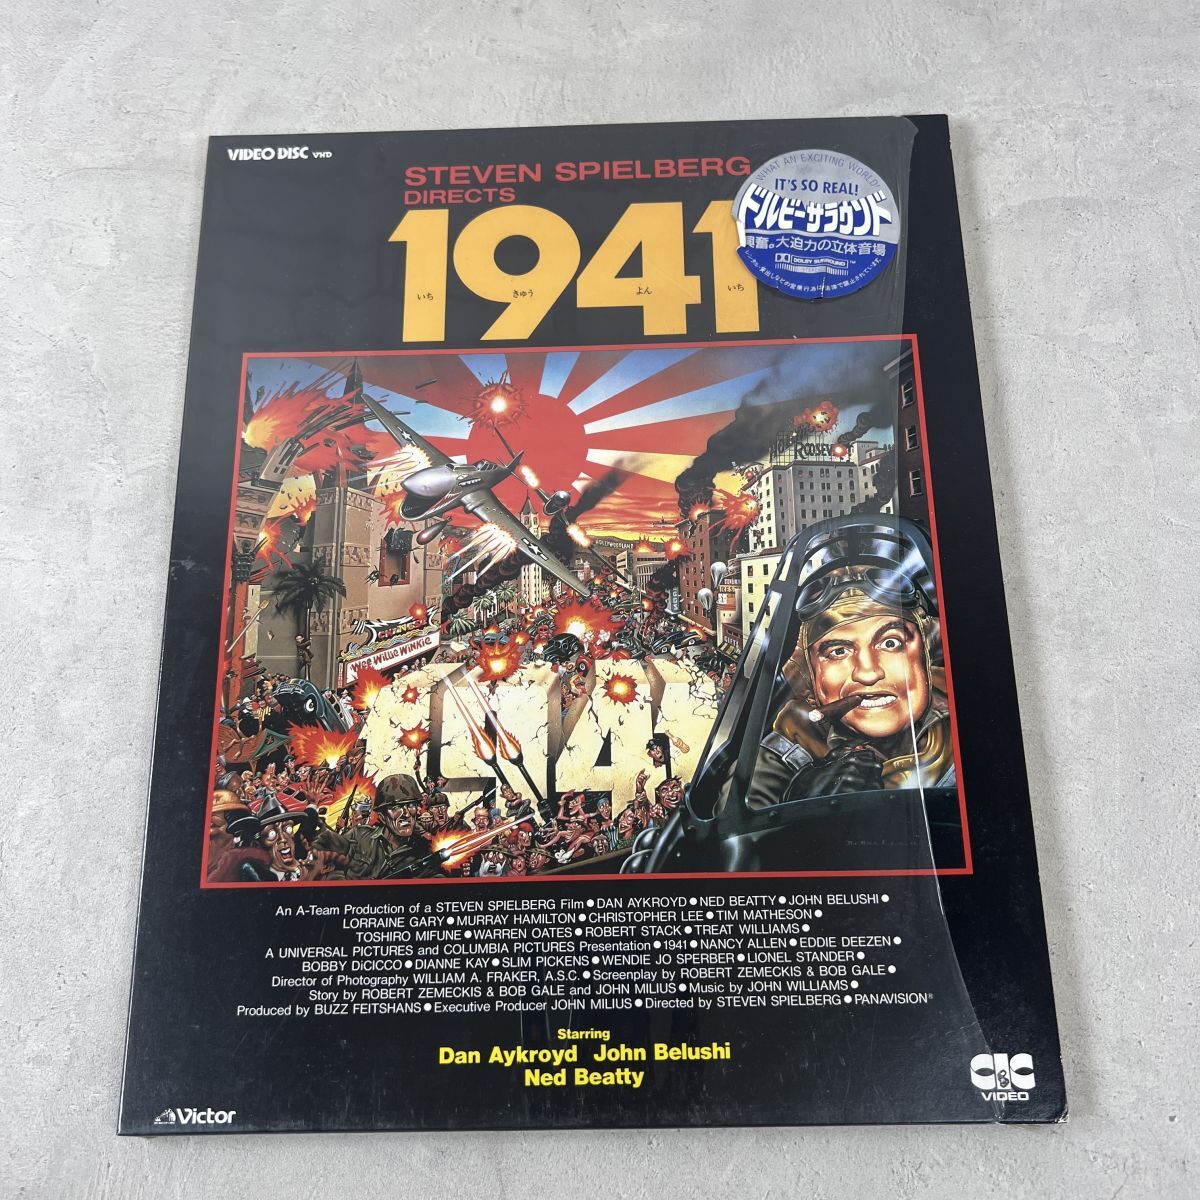 VIDEO DISC VHD
STEVEN SPIELBERG
DIRECTS
1941
いち きゅう よん いち
WHAT AN EXCITING WORLD!
IT'S SO REAL!
ドルビーサラウンド
興奮。大迫力の立体音場
DOLBY SURROUND
HOLLYWOODLAND
ROOSEVELT
CHINESE
Wee Willie Winkie
1941
An A-Team Production of a STEVEN SPIELBERG Film●DAN AYKROYD●NED BEATTY●JOHN BELUSHI●
LORRAINE GARY●MURRAY HAMILTON●CHRISTOPHER LEE●TIM MATHESON●
TOSHIRO MIFUNE●WARREN OATES●ROBERT STACK●TREAT WILLIAMS●
A UNIVERSAL PICTURES and COLUMBIA PICTURES Presentation●1941●NANCY ALLEN●EDDIE DEEZEN●
BOBBY DiCICCO●DIANNE KAY●SLIM PICKENS●WENDIE JO SPERBER●LIONEL STANDER●
Director of Photography WILLIAM A. FRAKER, A.S.C.●Screenplay by ROBERT ZEMECKIS & BOB GALE●
Story by ROBERT ZEMECKIS & BOB GALE and JOHN MILIUS●Music by JOHN WILLIAMS●
Produced by BUZZ FEITSHANS●Executive Producer JOHN MILIUS●Directed by STEVEN SPIELBERG●PANAVISION®
Starring
Dan Aykroyd John Belushi
Ned Beatty
Victor
CIC
VIDEO